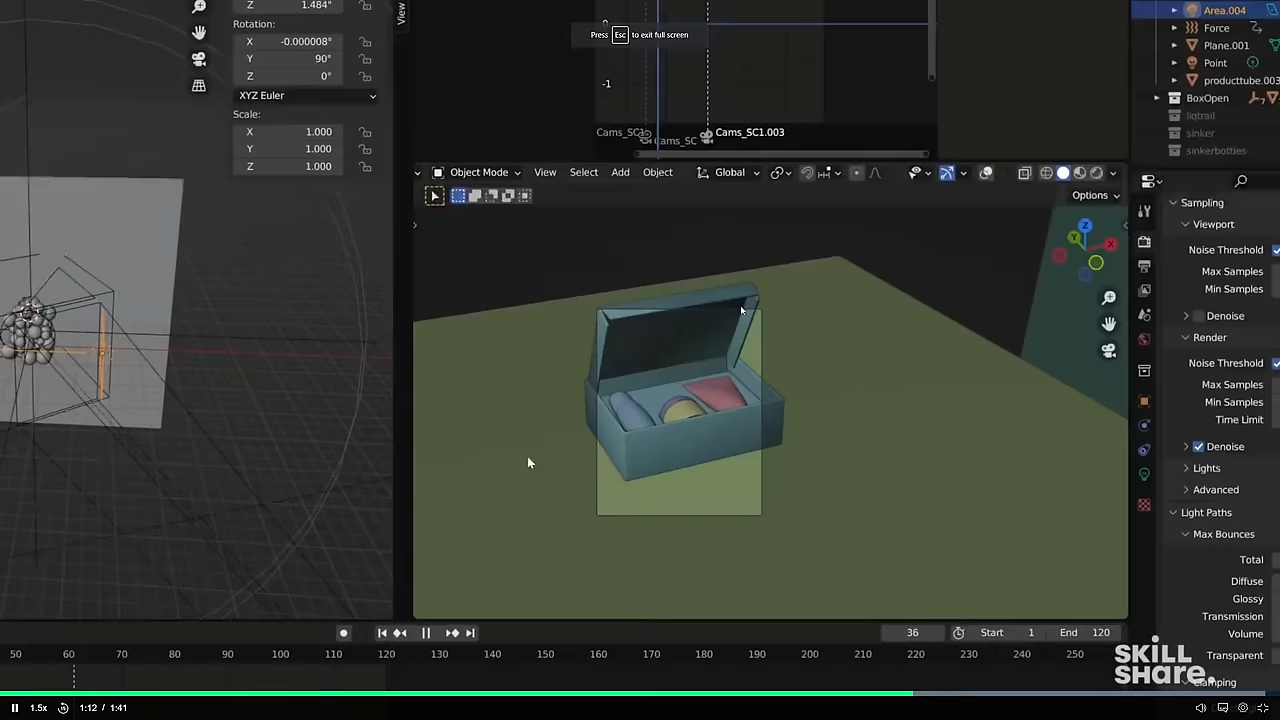 Z 1.484°
View
Area.004
Rotation:
Force
Press Esc to exit full screen
X -0.000008°
Plane.001
Y 90°
Point
Z 0°
producttube.003
-1
XYZ Euler
BoxOpen
Scale:
liqtrail
X 1.000
Cams_SC1
Cams_SC1.003
sinker
Y 1.000
Cams_SC
sinkerbottles
Z 1.000
Object Mode View Select Add Object Global
Options
Sampling
Viewport
Z
Y
X
Noise Threshold
Max Samples
Min Samples
Denoise
Render
Noise Threshold
Max Samples
Min Samples
Time Limit
Denoise
Lights
Advanced
Light Paths
Max Bounces
Total
Diffuse
Glossy
Transmission
Volume
Transparent
Clamping
36 Start 1 End 120
50 60 70 80 90 100 110 120 130 140 150 160 170 180 190 200 210 220 230 240 250
SKILL
SHARE.
1.5x 15 1:12 / 1:41